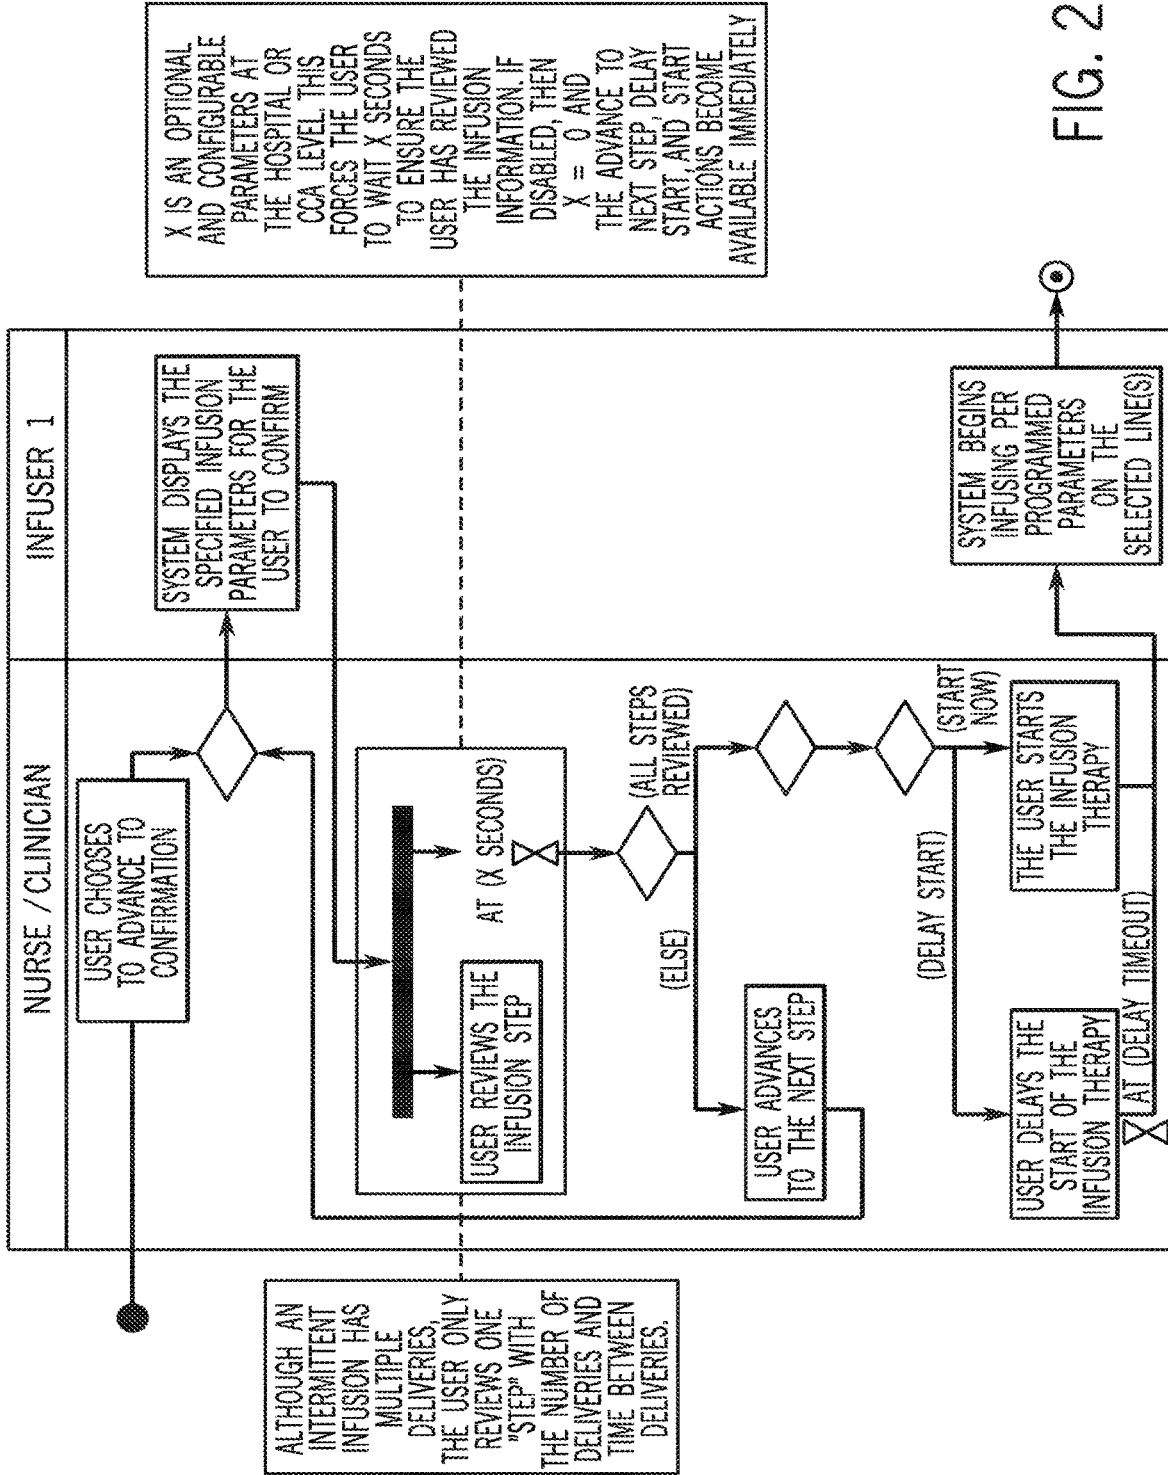 NURSE / CLINICIAN
INFUSER 1
USER CHOOSES
TO ADVANCE TO
CONFIRMATION
SYSTEM DISPLAYS THE
SPECIFIED INFUSION
PARAMETERS FOR THE
USER TO CONFIRM
X IS AN OPTIONAL
AND CONFIGURABLE
PARAMETERS AT
THE HOSPITAL OR
CCA LEVEL. THIS
FORCES THE USER
TO WAIT X SECONDS
TO ENSURE THE
USER HAS REVIEWED
THE INFUSION
INFORMATION. IF
DISABLED, THEN
X = 0 AND
THE ADVANCE TO
NEXT STEP, DELAY
START, AND START
ACTIONS BECOME
AVAILABLE IMMEDIATELY
ALTHOUGH AN
INTERMITTENT
INFUSION HAS
MULTIPLE
DELIVERIES,
THE USER ONLY
REVIEWS ONE
"STEP" WITH
THE NUMBER OF
DELIVERIES AND
TIME BETWEEN
DELIVERIES.
USER REVIEWS THE
INFUSION STEP
AT (X SECONDS)
(ELSE)
(ALL STEPS
REVIEWED)
USER ADVANCES
TO THE NEXT STEP
(DELAY START)
(START
NOW)
USER DELAYS THE
START OF THE
INFUSION THERAPY
THE USER STARTS
THE INFUSION
THERAPY
AT (DELAY TIMEOUT)
SYSTEM BEGINS
INFUSING PER
PROGRAMMED
PARAMETERS
ON THE
SELECTED LINE(S)
FIG. 2